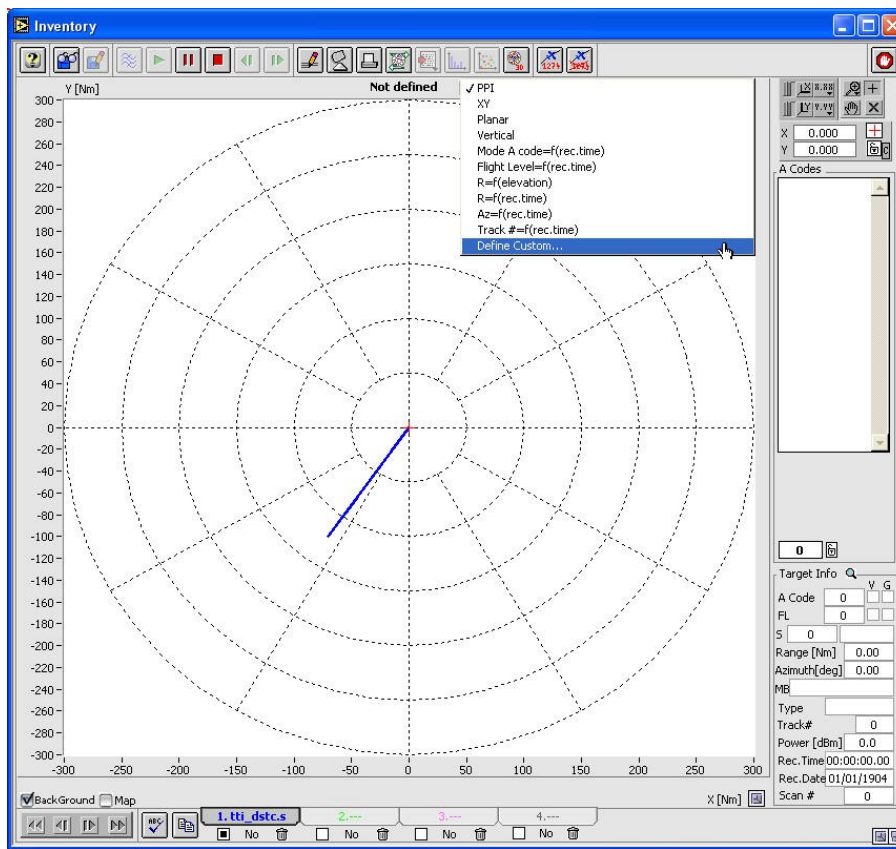 Inventory
Y [Nm]
Not defined
✓ PPI
XY
Planar
Vertical
Mode A code=f(rec.time)
Flight Level=f(rec.time)
R=f(elevation)
R=f(rec.time)
Az=f(rec.time)
Track #=f(rec.time)
Define Custom...
300
280
260
240
220
200
180
160
140
120
100
80
60
40
20
0
-20
-40
-60
-80
-100
-120
-140
-160
-180
-200
-220
-240
-260
-280
-300
-300 -250 -200 -150 -100 -50 0 50 100 150 200 250 300
X [Nm]
X 0.000
Y 0.000
A Codes
0
Target Info
V G
A Code 0
FL 0
S 0
Range [Nm] 0.00
Azimuth[deg] 0.00
MB
Type
Track# 0
Power [dBm] 0.0
Rec.Time 00:00:00.00
Rec.Date 01/01/1904
Scan # 0
BackGround Map
1.tti_dstc.s 2.--- 3.--- 4.---
No No No No